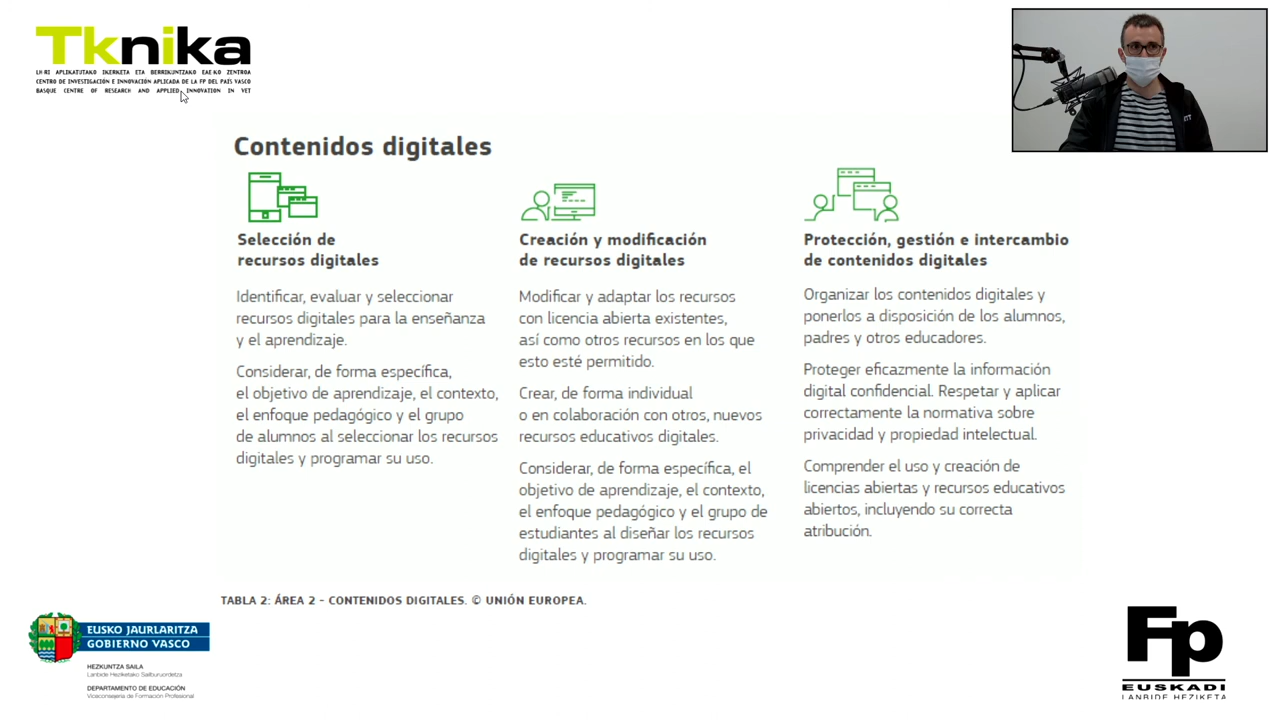 Tknika
LH RI APLIKATUTAKO IKERKETA ETA BERRIKUNTZAKO EAEKO ZENTROA
CENTRO DE INVESTIGACIÓN E INNOVACIÓN APLICADA DE LA FP DEL PAÍS VASCO
BASQUE CENTRE OF RESEARCH AND APPLIED INNOVATION IN VET
Contenidos digitales
Selección de
recursos digitales
Identificar, evaluar y seleccionar
recursos digitales para la enseñanza
y el aprendizaje.
Considerar, de forma específica,
el objetivo de aprendizaje, el contexto,
el enfoque pedagógico y el grupo
de alumnos al seleccionar los recursos
digitales y programar su uso.
Creación y modificación
de recursos digitales
Modificar y adaptar los recursos
con licencia abierta existentes,
así como otros recursos en los que
esto esté permitido.
Crear, de forma individual
o en colaboración con otros, nuevos
recursos educativos digitales.
Considerar, de forma específica, el
objetivo de aprendizaje, el contexto,
el enfoque pedagógico y el grupo de
estudiantes al diseñar los recursos
digitales y programar su uso.
Protección, gestión e intercambio
de contenidos digitales
Organizar los contenidos digitales y
ponerlos a disposición de los alumnos,
padres y otros educadores.
Proteger eficazmente la información
digital confidencial. Respetar y aplicar
correctamente la normativa sobre
privacidad y propiedad intelectual.
Comprender el uso y creación de
licencias abiertas y recursos educativos
abiertos, incluyendo su correcta
atribución.
TABLA 2: ÁREA 2 - CONTENIDOS DIGITALES. © UNIÓN EUROPEA.
EUSKO JAURLARITZA
GOBIERNO VASCO
HEZKUNTZA SAILA
Lanbide Heziketako Sailburuordetza
DEPARTAMENTO DE EDUCACIÓN
Viceconsejería de Formación Profesional
Fp
EUSKADI
LANBIDE HEZIKETA